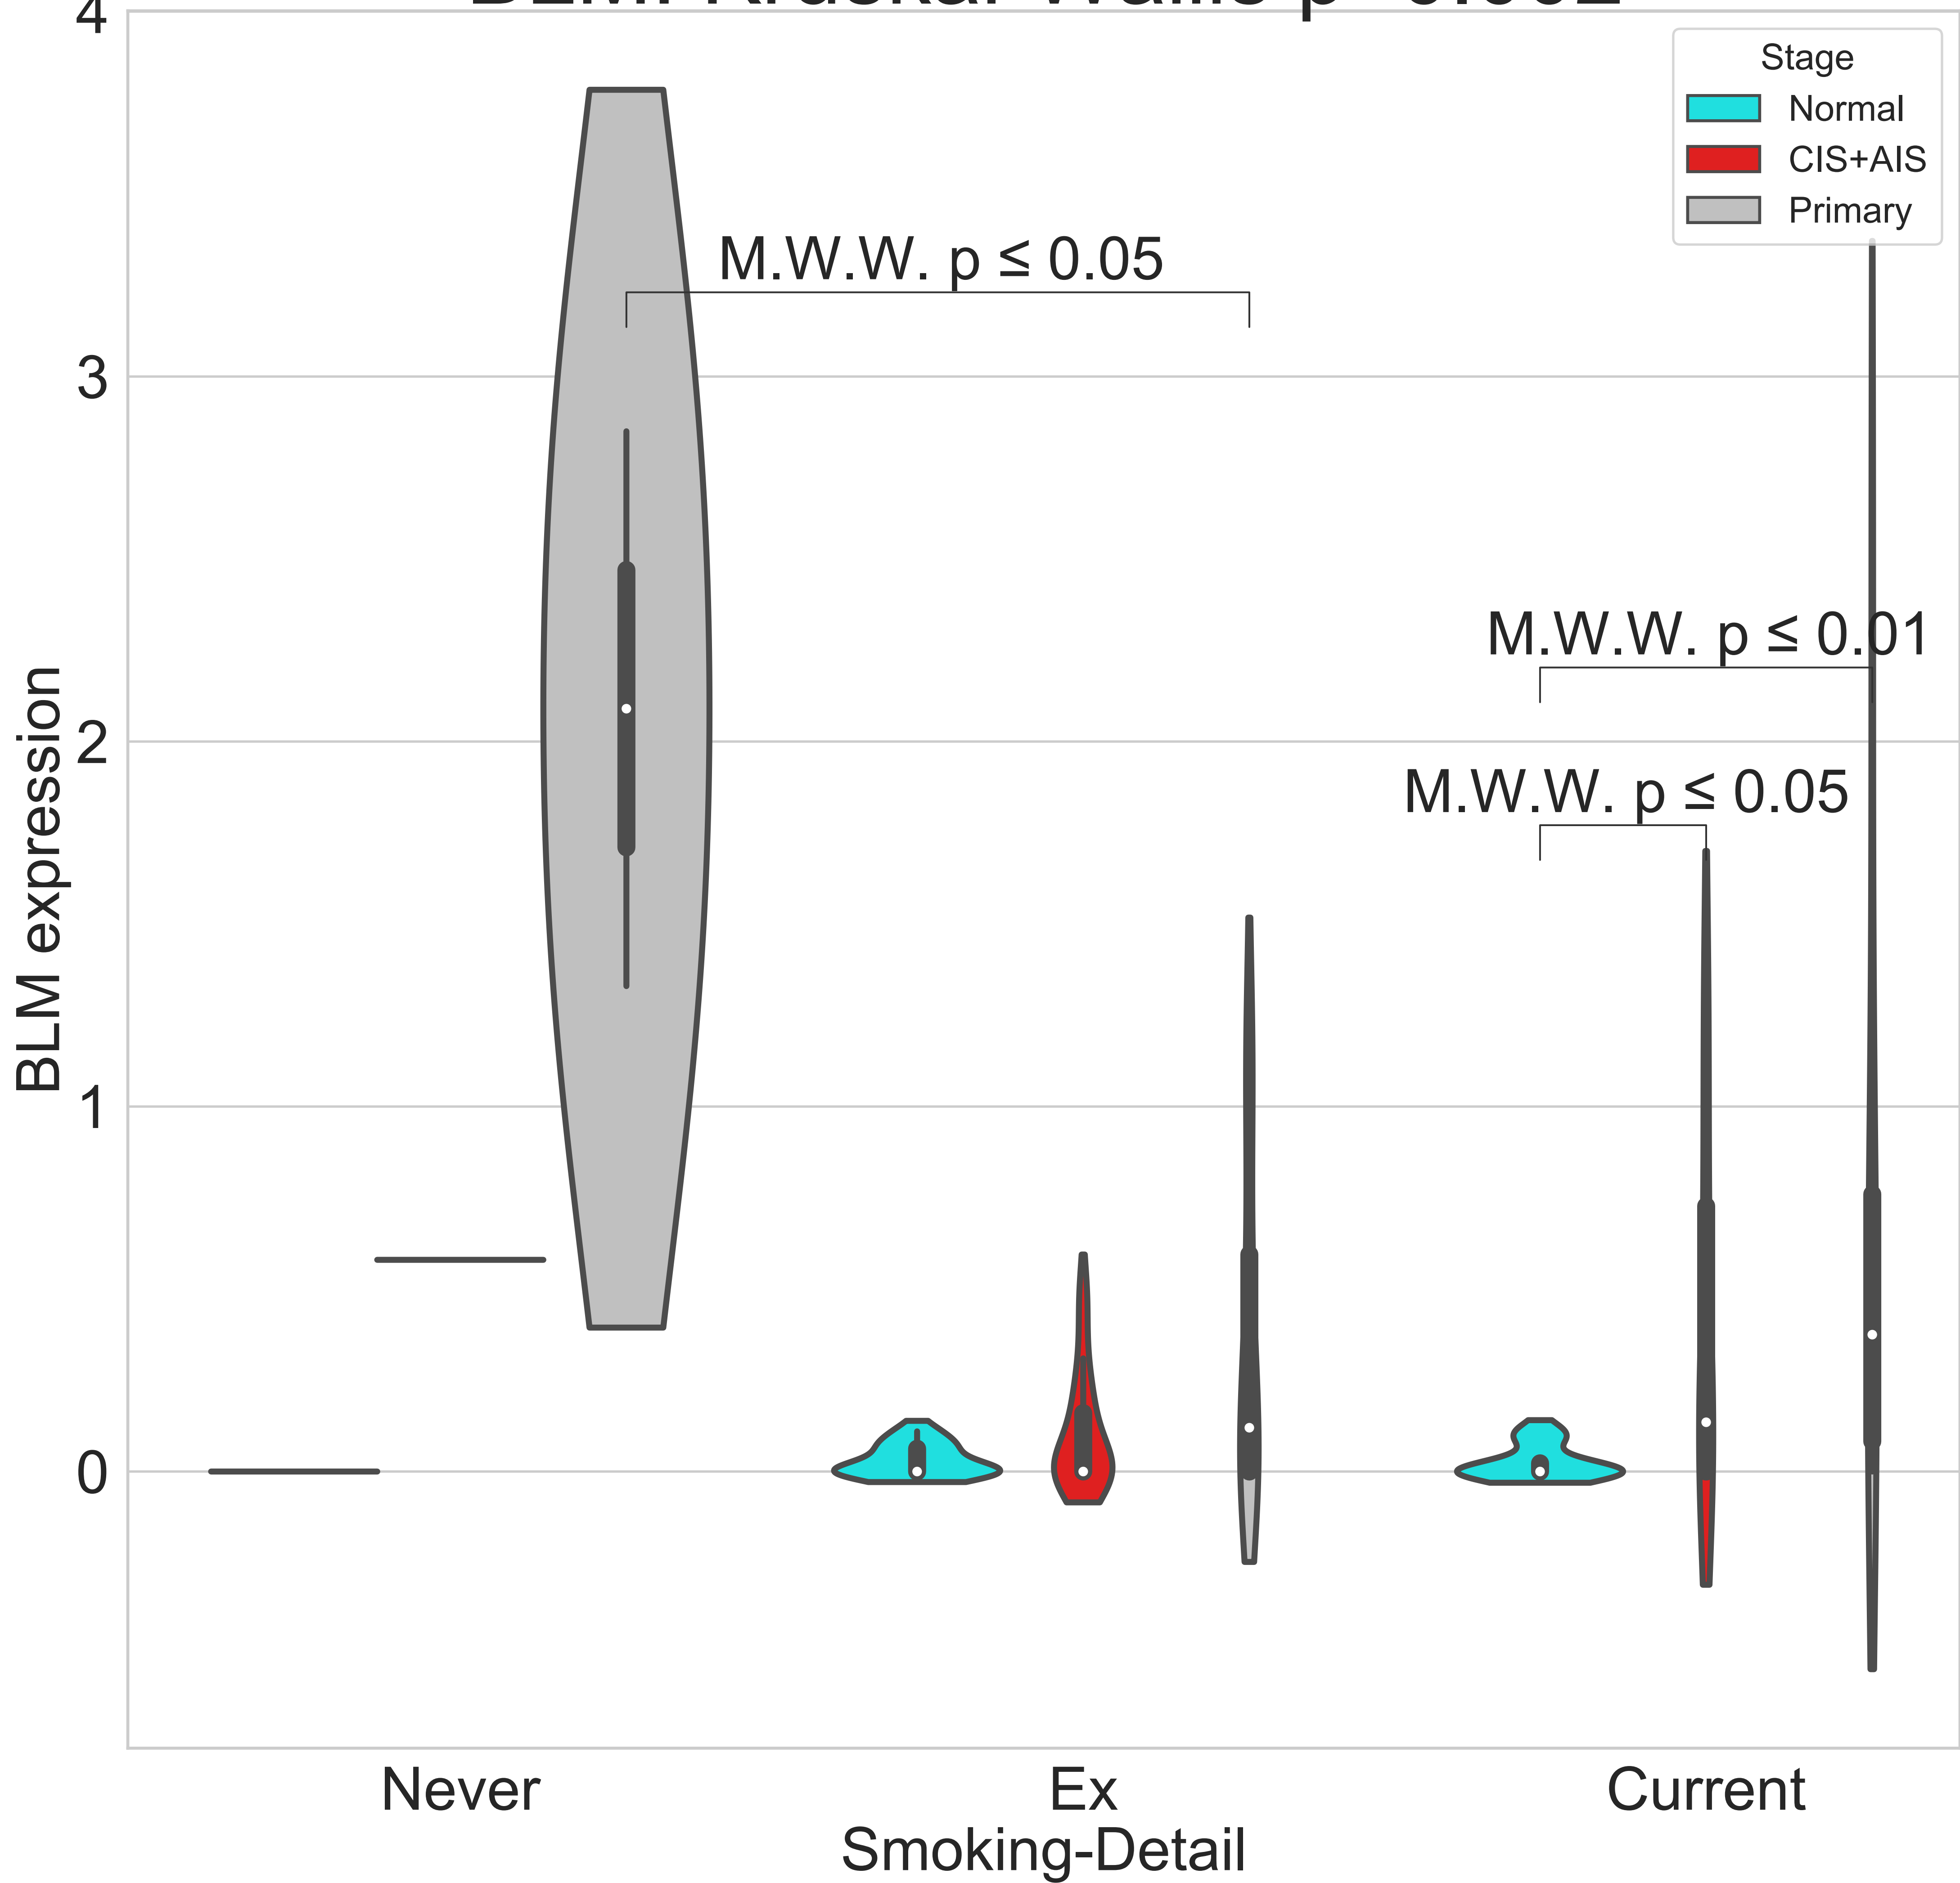 4
Stage
Normal
CIS+AIS
Primary
M.W.W. p ≤ 0.05
3
M.W.W. p ≤ 0.01
2
M.W.W. p ≤ 0.05
BLM expression
1
0
Never
Ex
Current
Smoking-Detail